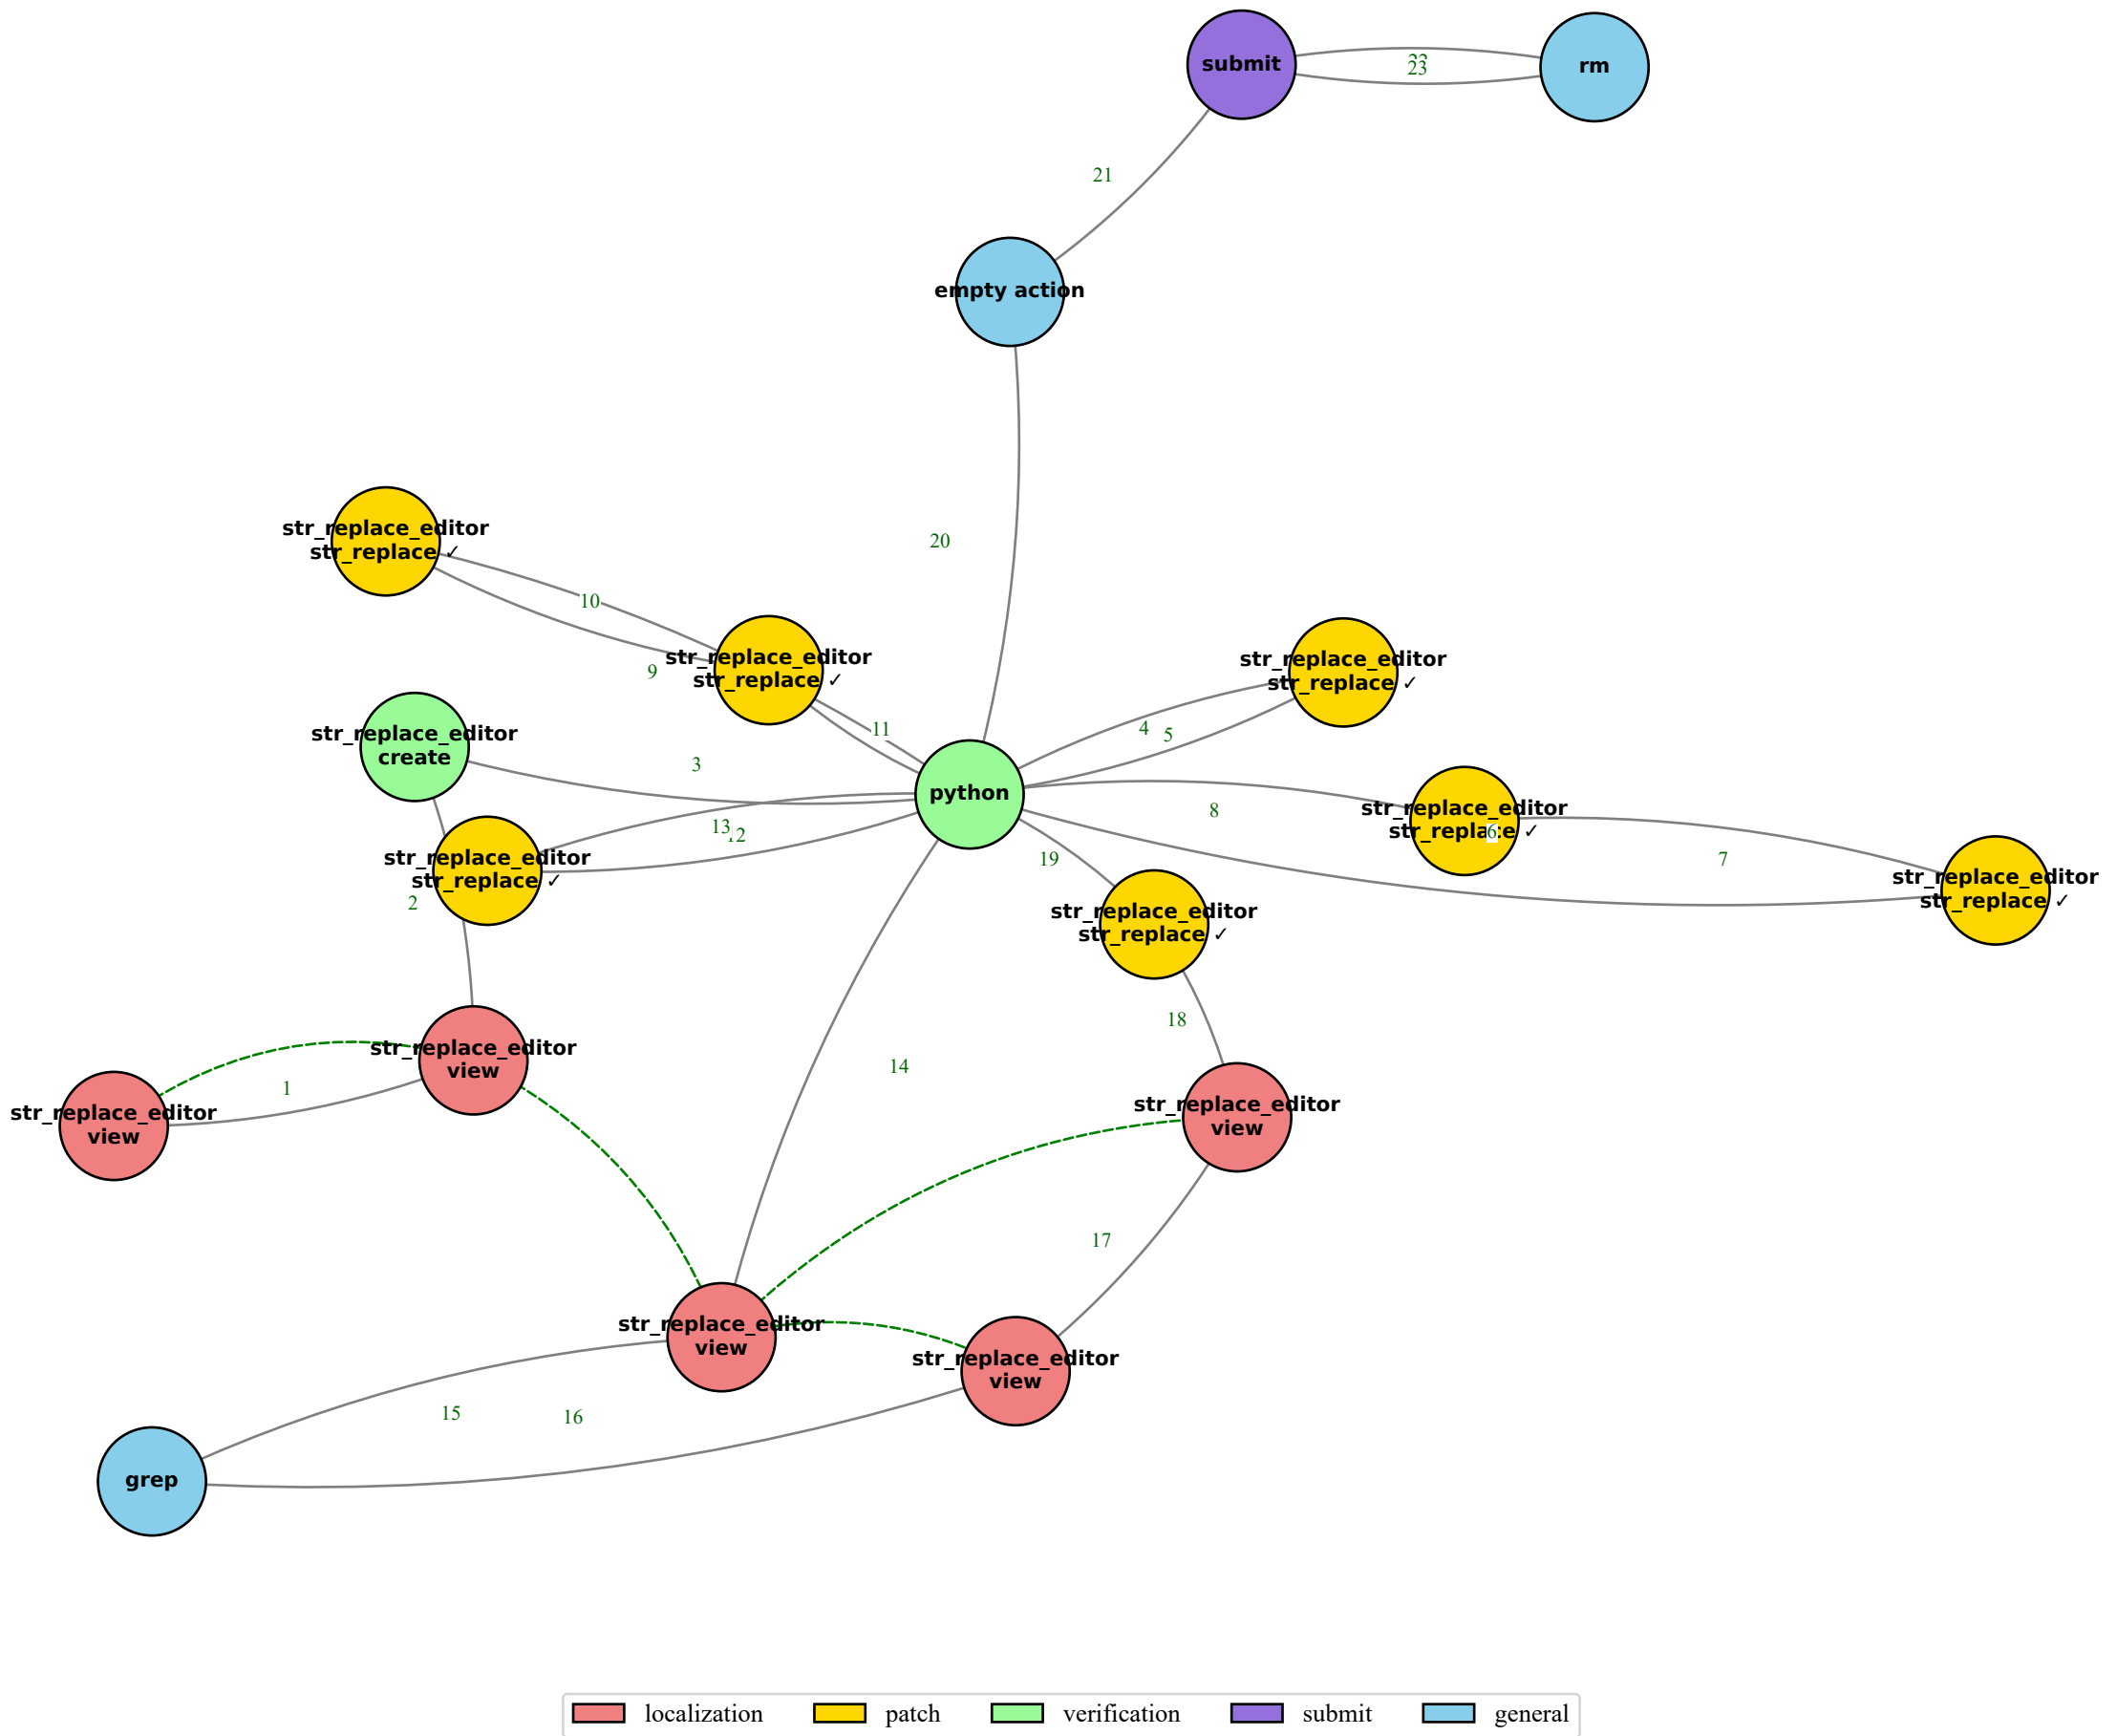 submit
rm
23
21
empty action
20
str_replace_editor
str_replace ✓
10
9
str_replace_editor
str_replace ✓
str_replace_editor
str_replace ✓
11
4
5
str_replace_editor
create
3
python
8
str_replace_editor
str_replace ✓
6
7
13
19
str_replace_editor
str_replace ✓
2
str_replace_editor
str_replace ✓
str_replace_editor
str_replace ✓
18
14
str_replace_editor
view
1
str_replace_editor
view
str_replace_editor
view
17
str_replace_editor
view
str_replace_editor
view
15
16
grep
localization
patch
verification
submit
general